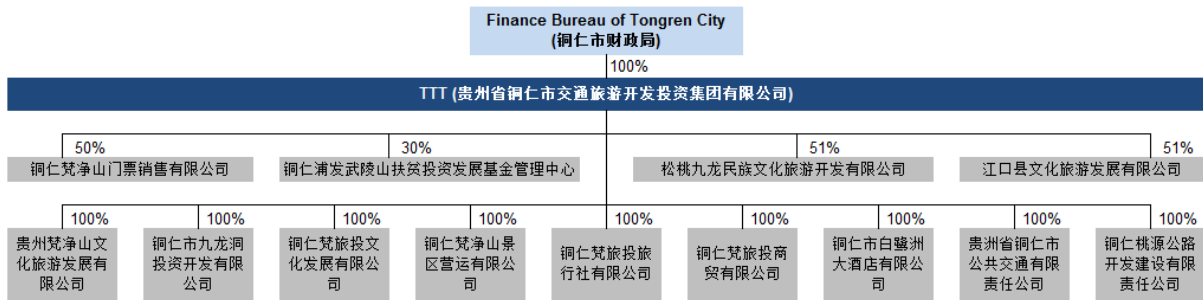 Finance Bureau of Tongren City
(铜仁市财政局)
100%
TTT (贵州省铜仁市交通旅游开发投资集团有限公司)
50%
30%
51%
51%
铜仁梵净山门票销售有限公司
铜仁浦发武陵山扶贫投资发展基金管理中心
松桃九龙民族文化旅游开发有限公司
江口县文化旅游发展有限公司
100%
100%
100%
100%
100%
100%
100%
100%
100%
贵州梵净山文
化旅游发展有
限公司
铜仁市九龙洞
投资开发有限
公司
铜仁梵旅投文
化发展有限公
司
铜仁梵净山景
区营运有限公
司
铜仁梵旅投旅
行社有限公司
铜仁梵旅投商
贸有限公司
铜仁市白鹭洲
大酒店有限公
司
贵洲省铜仁市
公共交通有限
责任公司
铜仁桃源公路
开发建设有限
责任公司